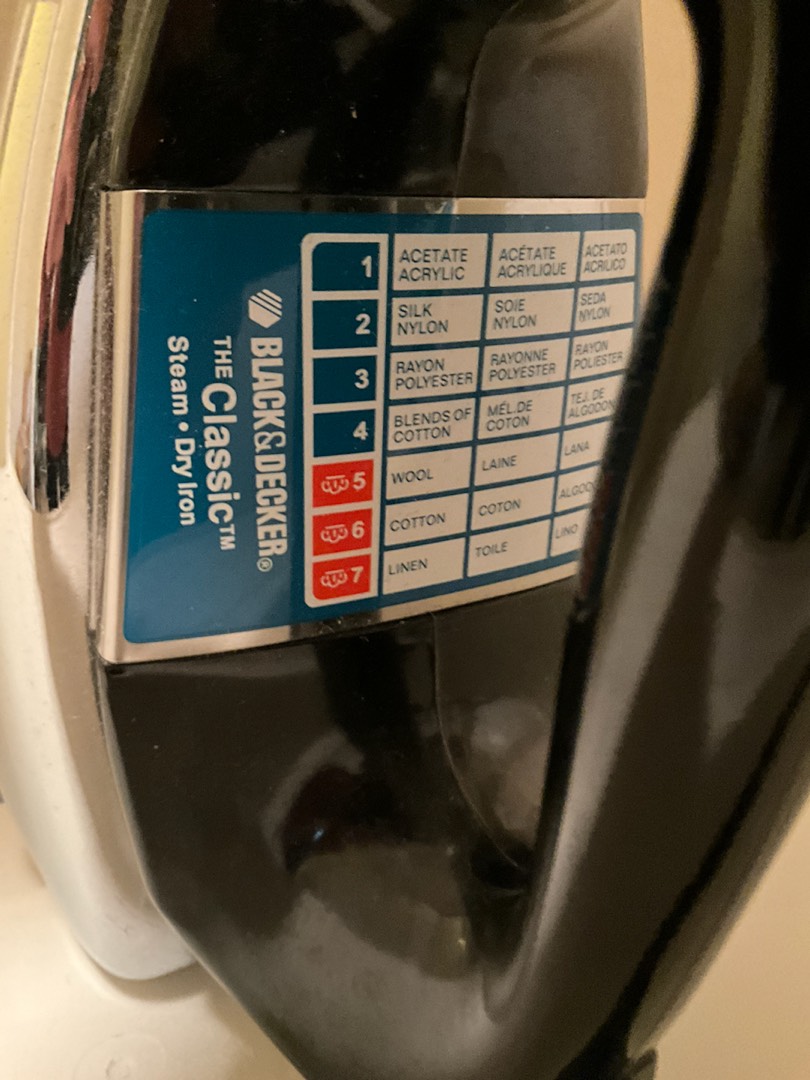 BLACK&DECKER®
THE Classic™
Steam • Dry Iron
1 ACETATE ACÉTATE ACETATO
ACRYLIC ACRYLIQUE ACRILICO
2 SILK SOIE SEDA
NYLON NYLON NYLON
3 RAYON RAYONNE RAYON
POLYESTER POLYESTER POLIESTER
4 BLENDS OF MÉL.DE TEJ. DE
COTTON COTON ALGODON
5 WOOL LAINE LANA
6 COTTON COTON ALGOD
7 LINEN TOILE LINO